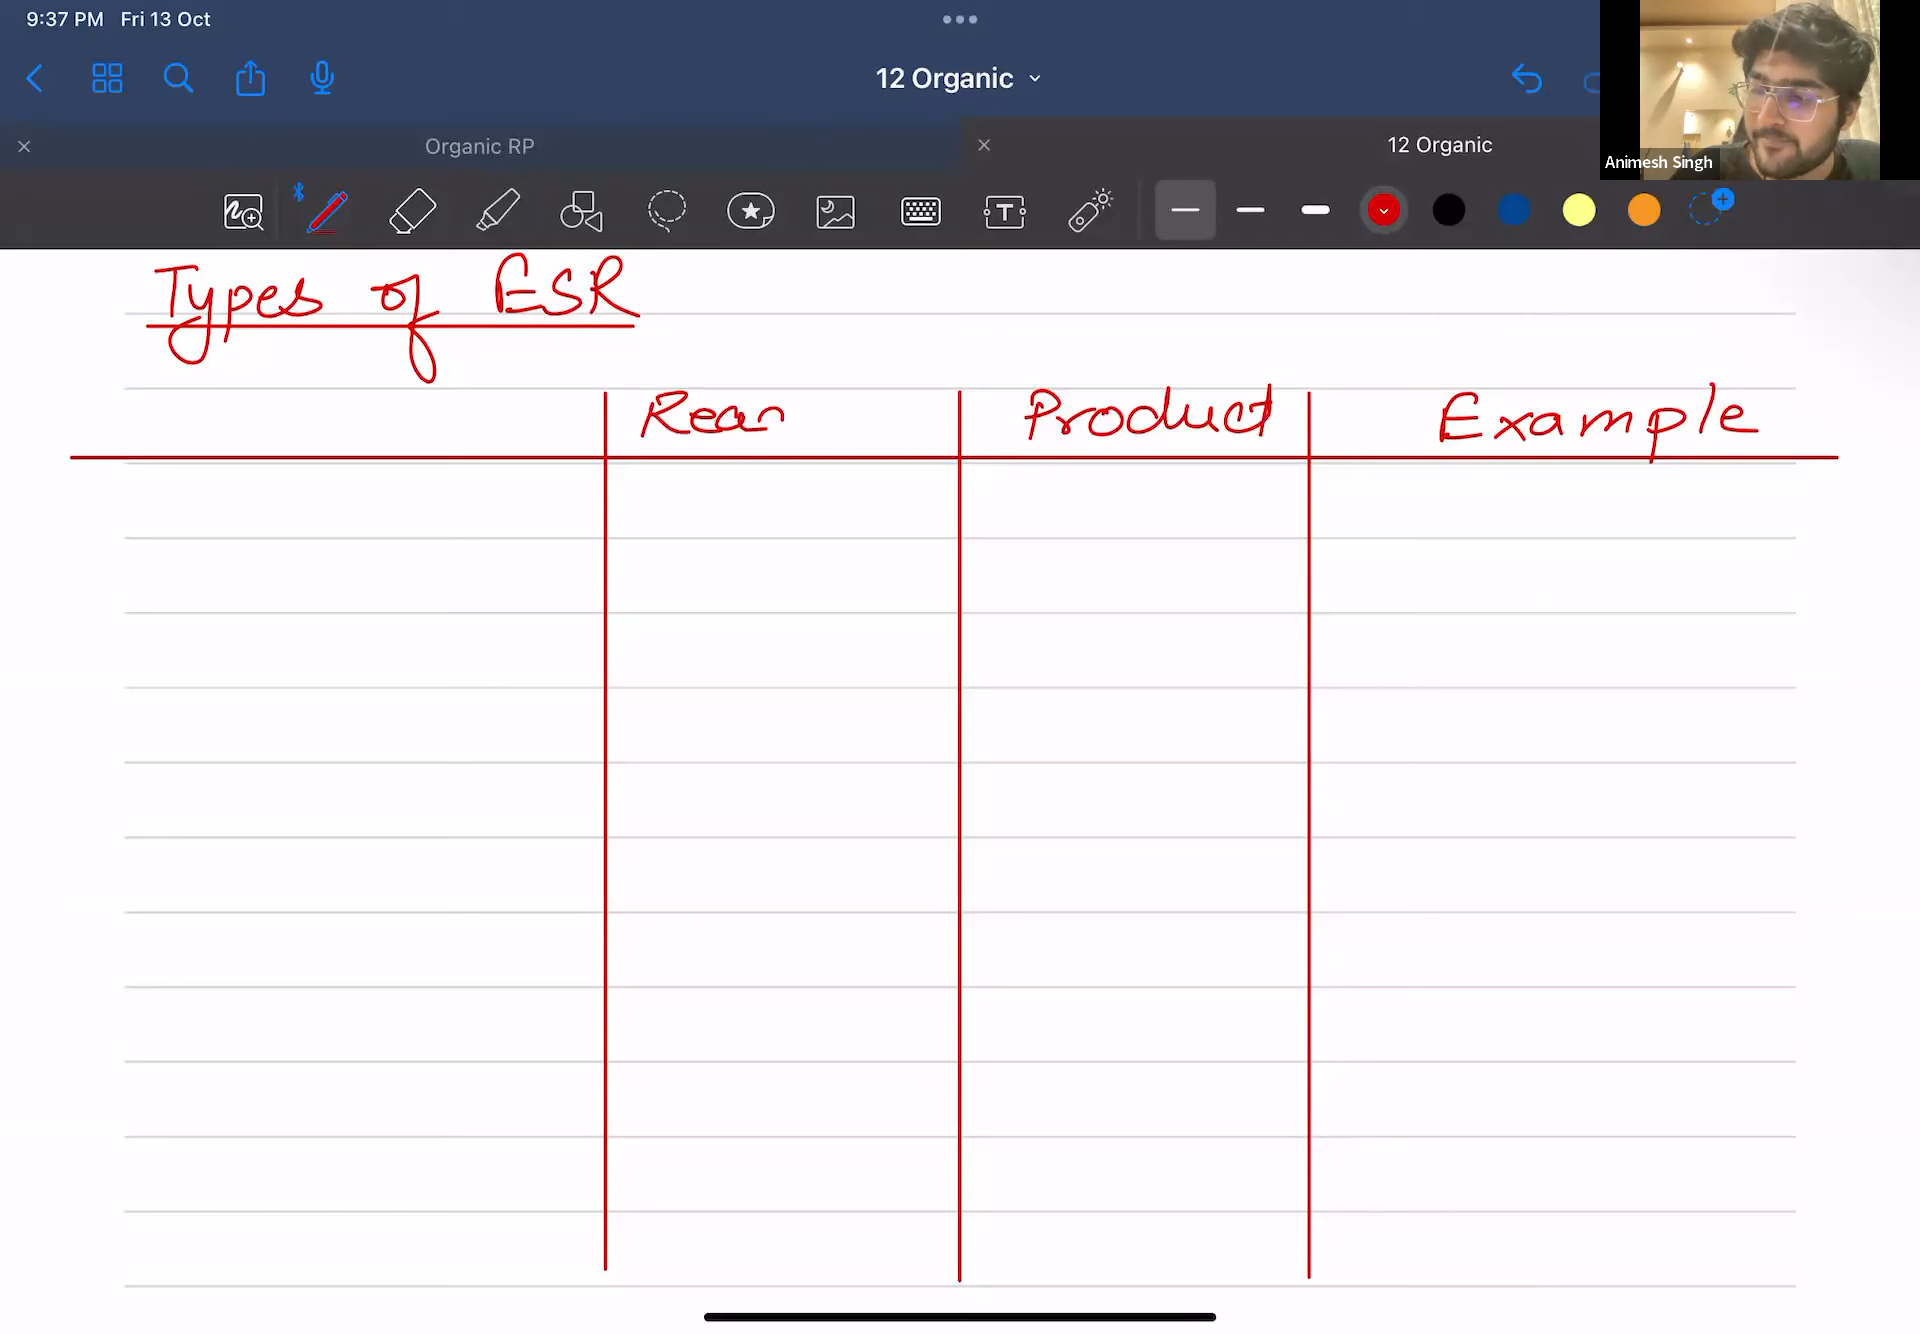 9:37 PM Fri 13 Oct
12 Organic
Organic RP
12 Organic
Animesh Singh
T
Types of ESR
Rean Product Example